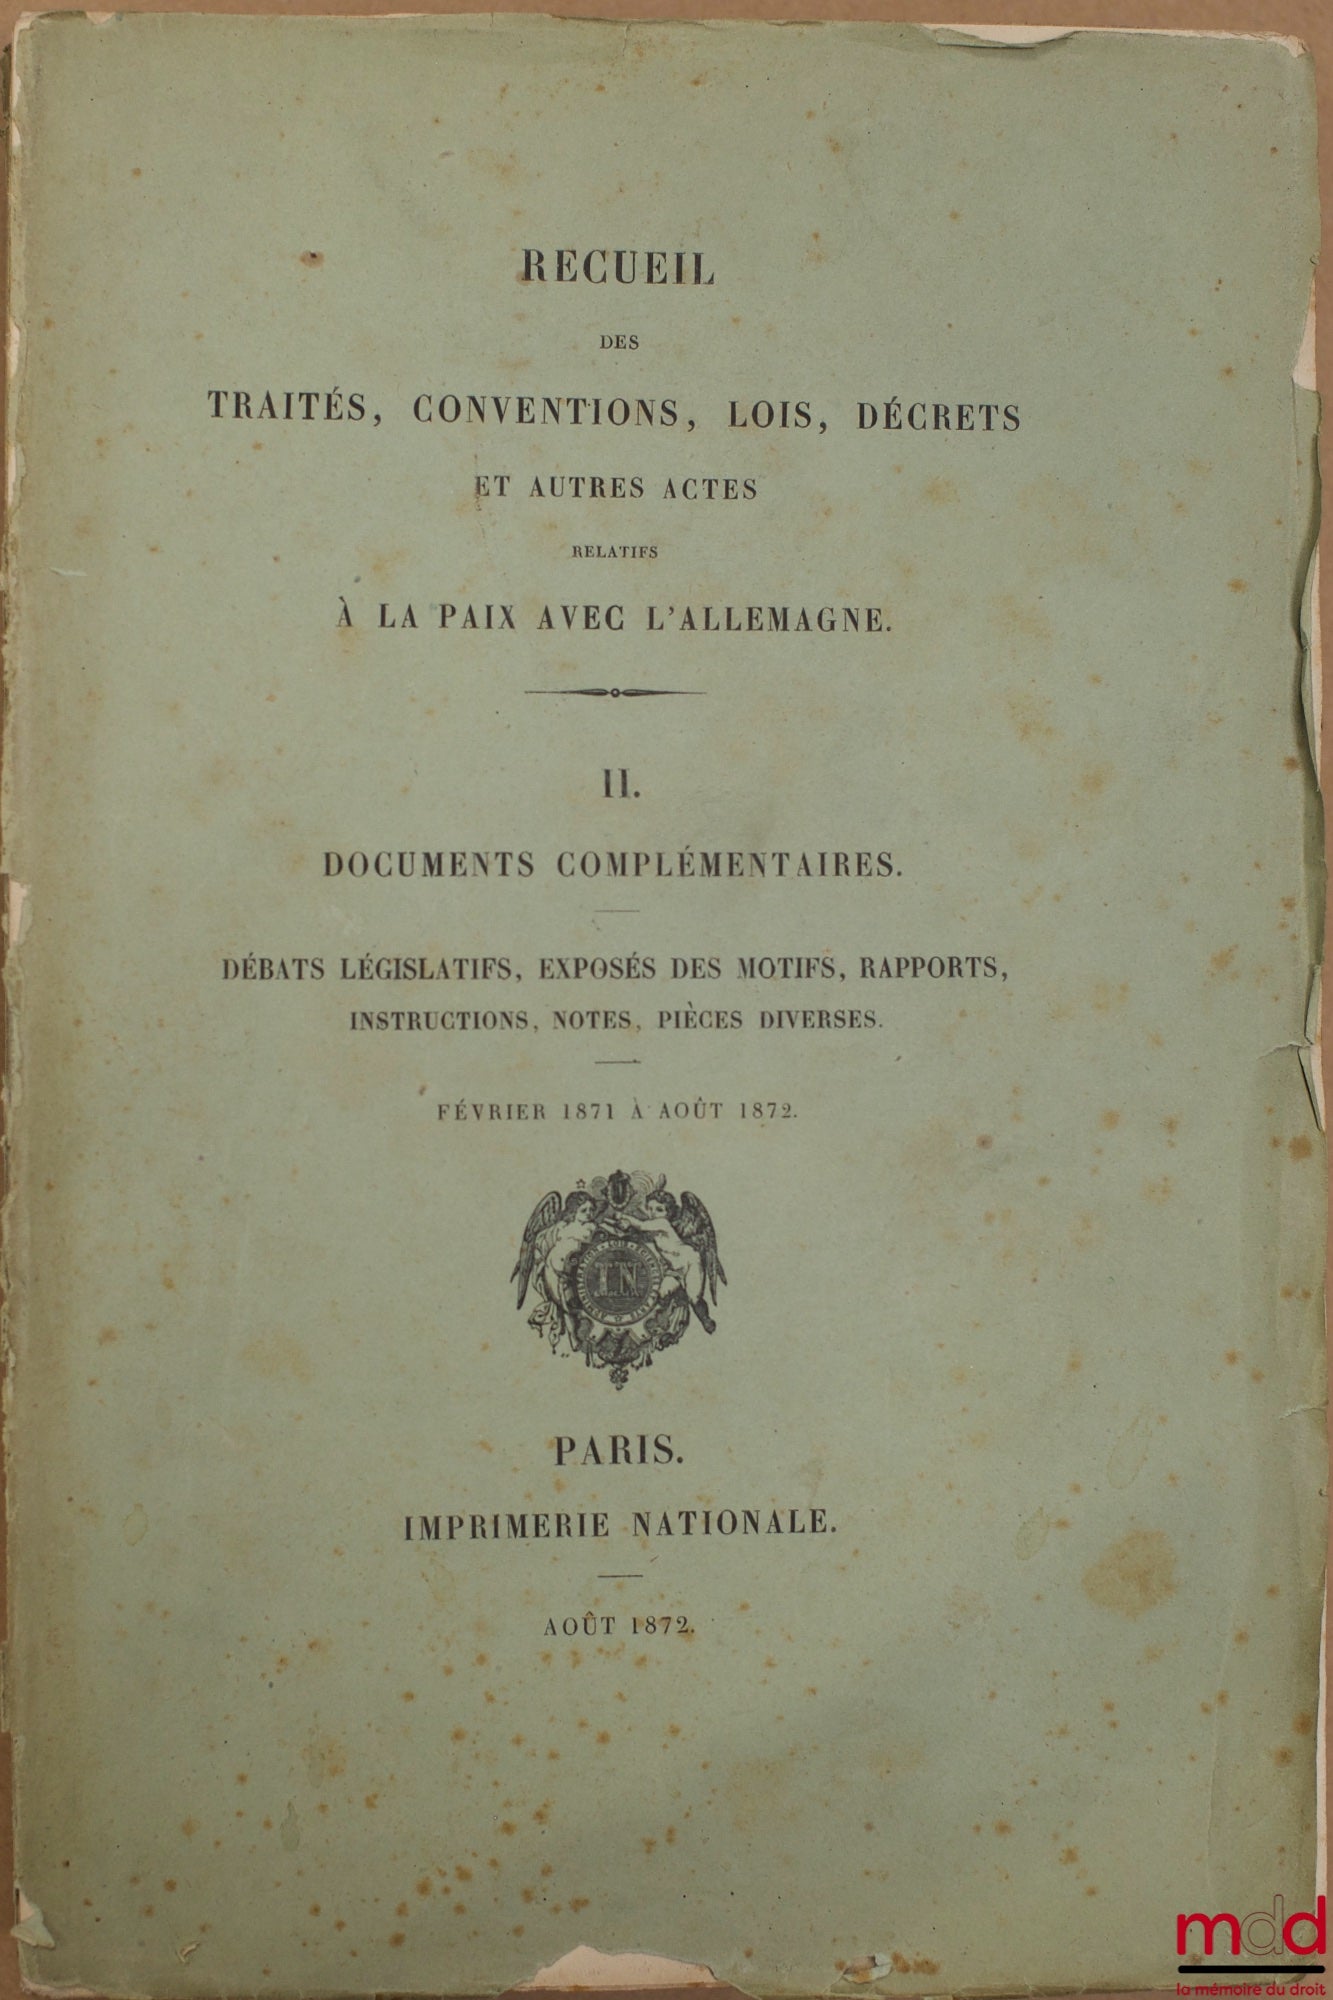 RECUEIL
DES
TRAITÉS, CONVENTIONS, LOIS, DÉCRETS
ET AUTRES ACTES
RELATIFS
À LA PAIX AVEC L'ALLEMAGNE.
II.
DOCUMENTS COMPLÉMENTAIRES.
DÉBATS LÉGISLATIFS, EXPOSÉS DES MOTIFS, RAPPORTS,
INSTRUCTIONS, NOTES, PIÈCES DIVERSES.
FÉVRIER 1871 À AOÛT 1872.
IN
PARIS.
IMPRIMERIE NATIONALE.
AOÛT 1872.
mdd
la mémoire du droit